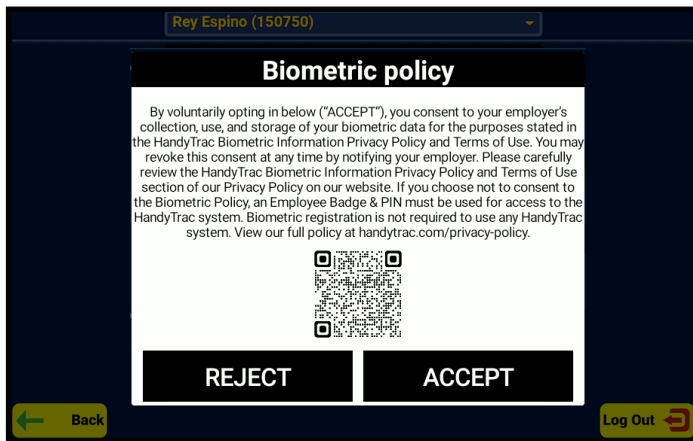 Rey Espino (150750)
Biometric policy
By voluntarily opting in below (“ACCEPT”), you consent to your employer’s
collection, use, and storage of your biometric data for the purposes stated in
the HandyTrac Biometric Information Privacy Policy and Terms of Use. You may
revoke this consent at any time by notifying your employer. Please carefully
review the HandyTrac Biometric Information Privacy Policy and Terms of Use
section of our Privacy Policy on our website. If you choose not to consent to
the Biometric Policy, an Employee Badge & PIN must be used for access to the
HandyTrac system. Biometric registration is not required to use any HandyTrac
system. View our full policy at handytrac.com/privacy-policy.
REJECT
ACCEPT
Back
Log Out